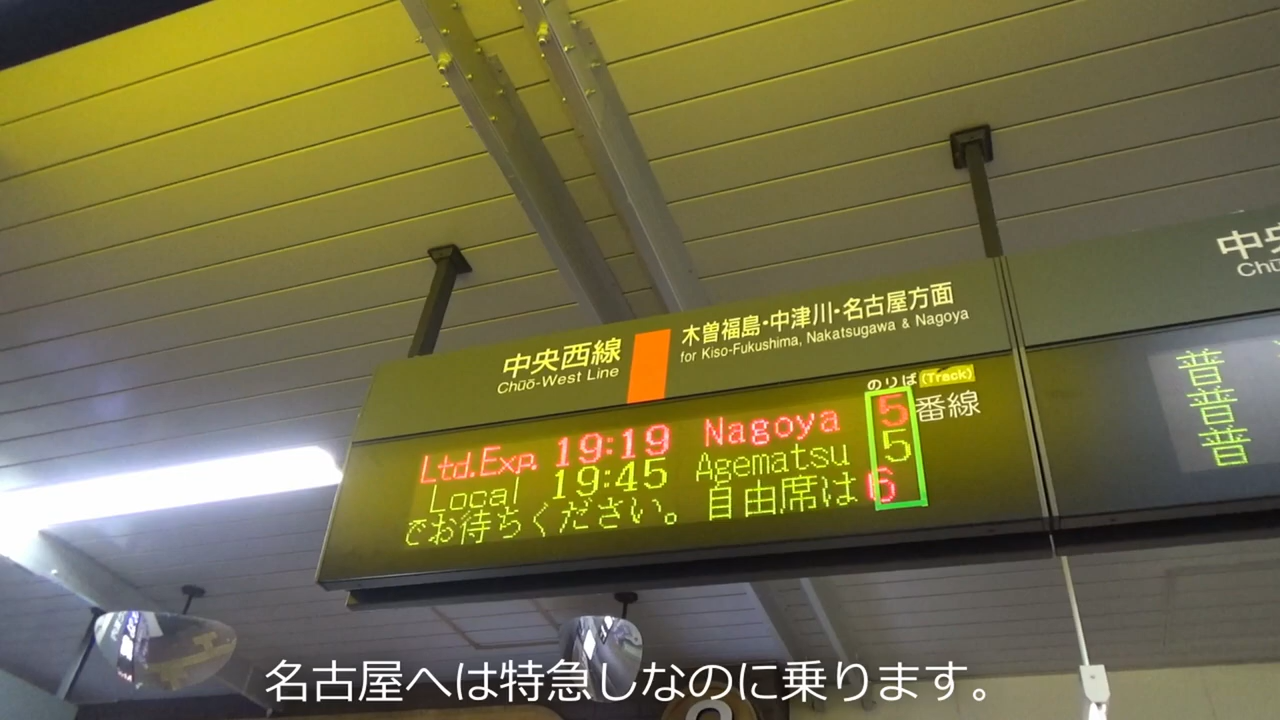 中央西線
Chūō-West Line
木曽福島・中津川・名古屋方面
for Kiso-Fukushima, Nakatsugawa & Nagoya
のりば (Track)
Ltd.Exp. 19:19 Nagoya 5 番線
Local 19:45 Agematsu 5
でお待ちください。自由席は6
中央
Chūō
普
普
普
名古屋へは特急しなのに乗ります。